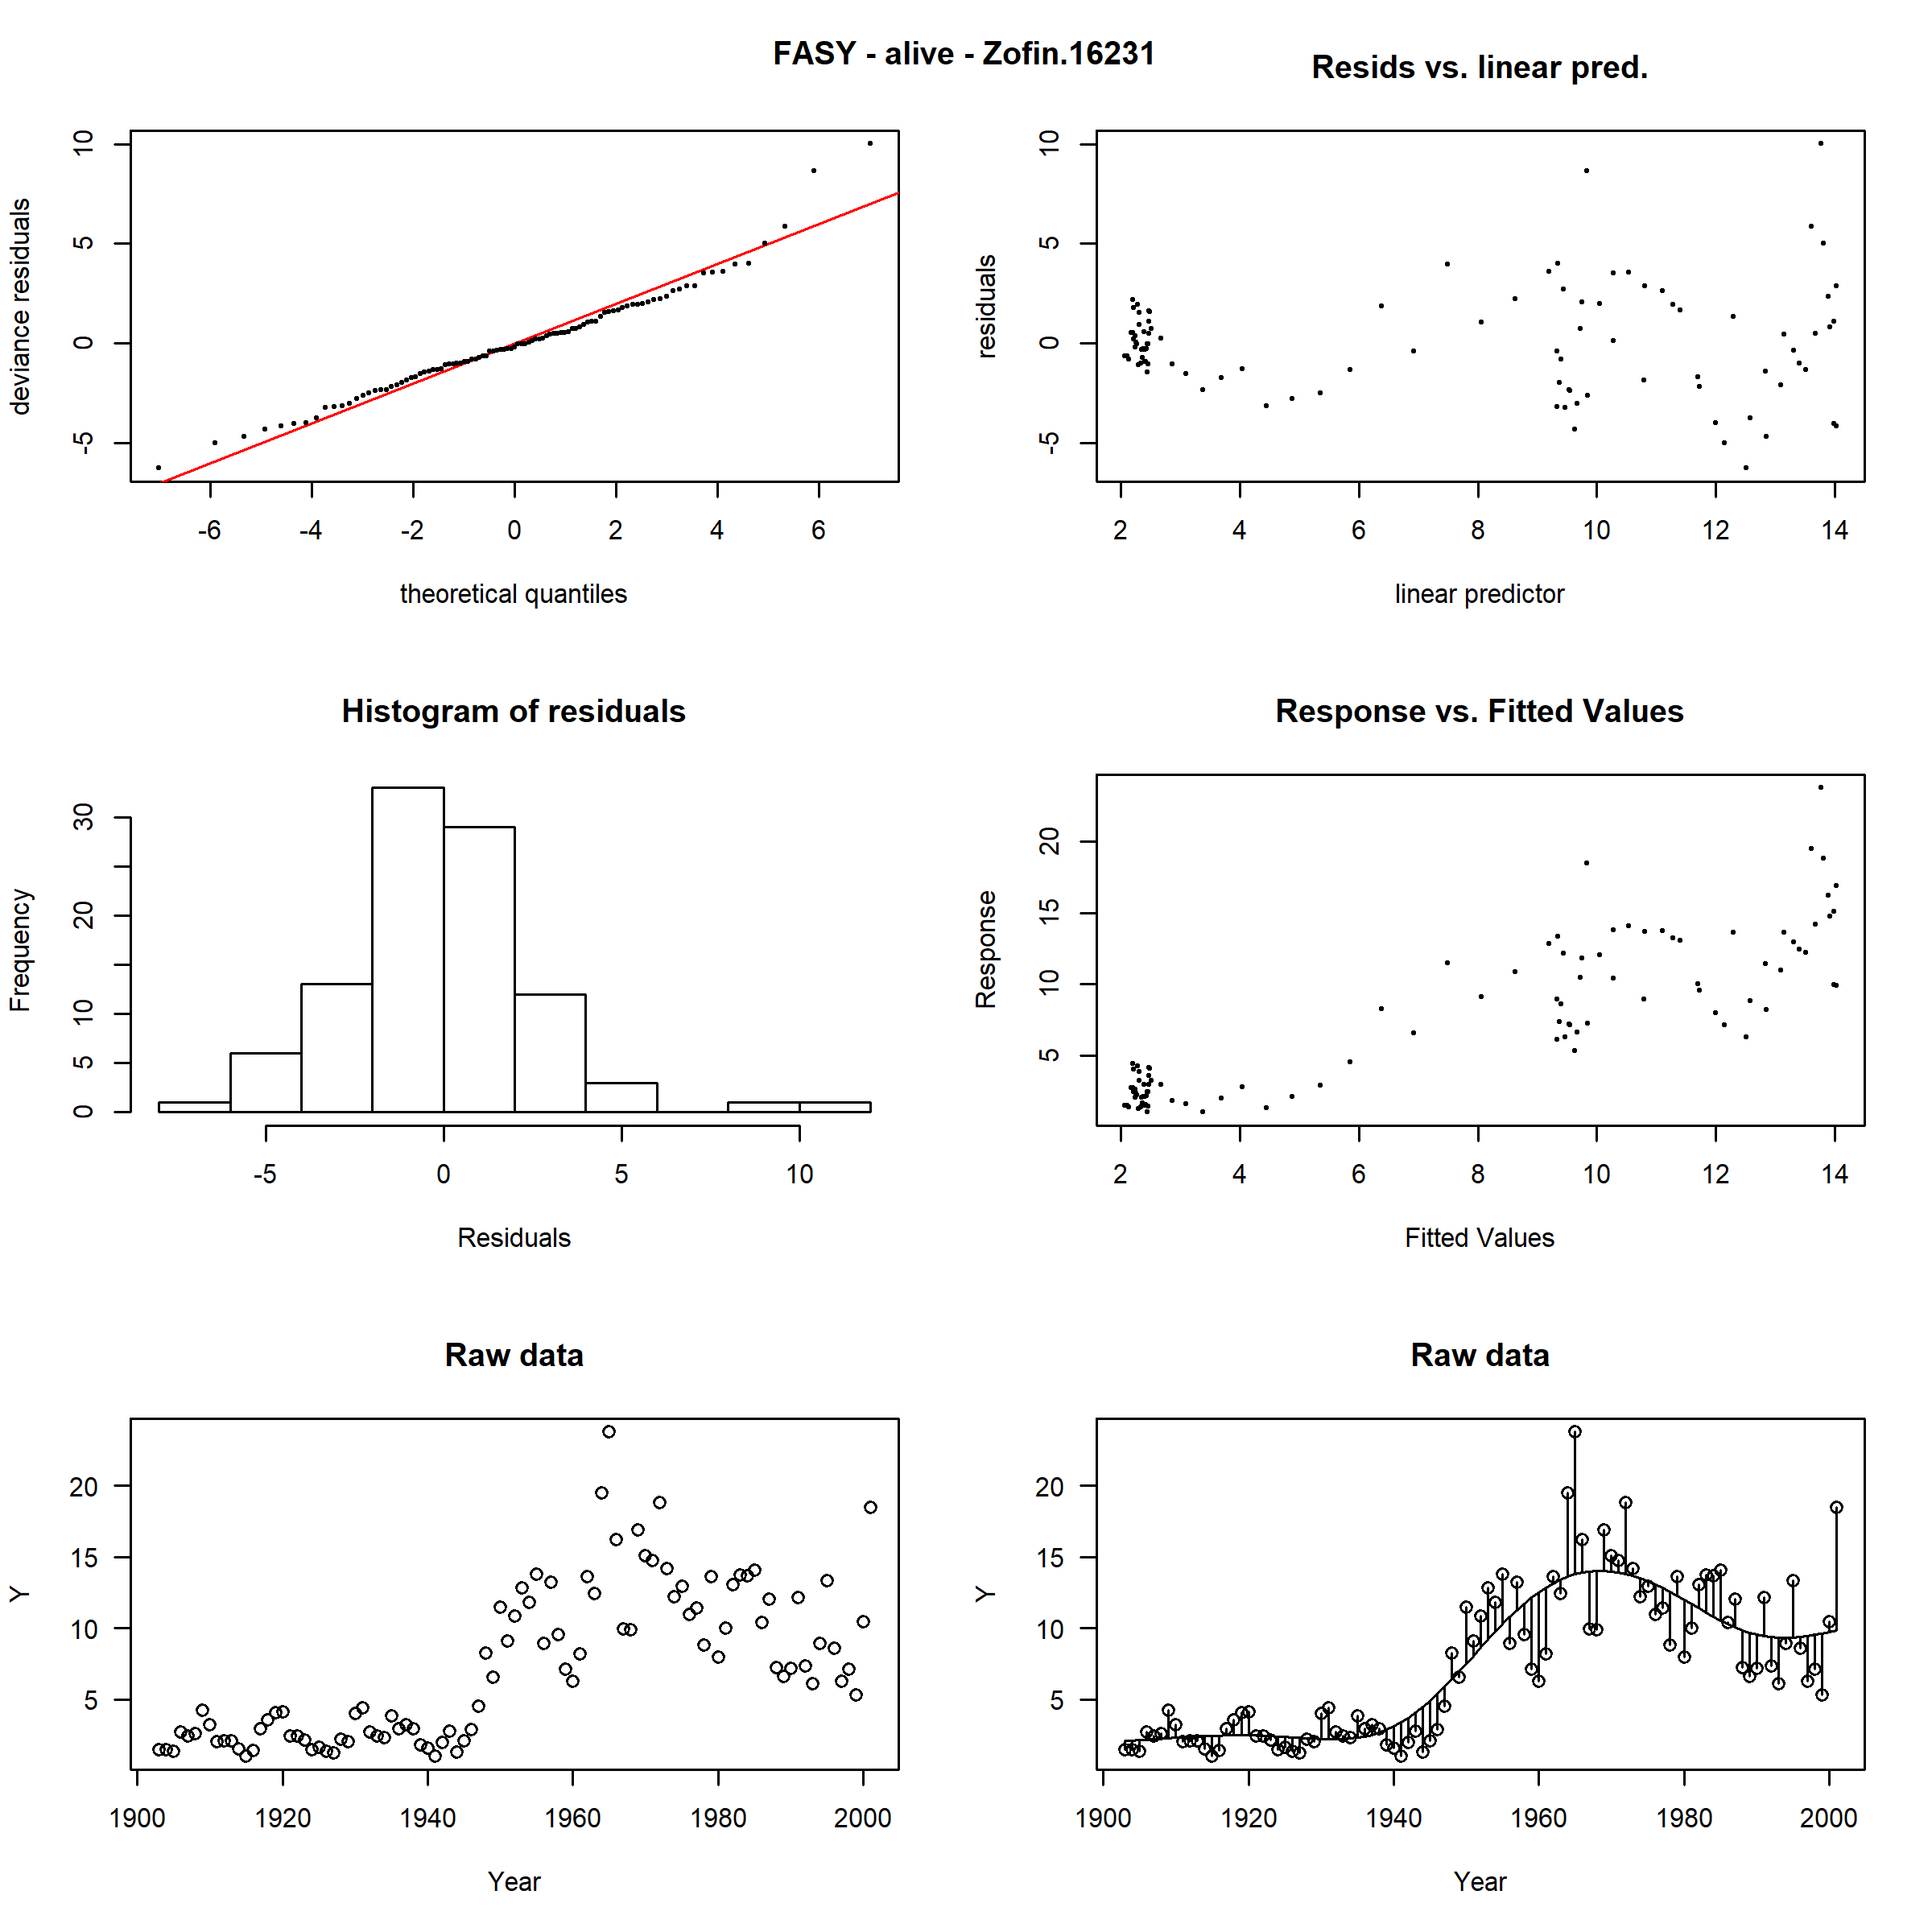 FASY - alive - Zofin.16231
Resids vs. linear pred.
deviance residuals
10
5
0
-5
-6 -4 -2 0 2 4 6
theoretical quantiles
residuals
10
5
0
-5
2 4 6 8 10 12 14
linear predictor
Histogram of residuals
Frequency
30
20
10
5
0
-5 0 5 10
Residuals
Response vs. Fitted Values
Response
20
15
10
5
2 4 6 8 10 12 14
Fitted Values
Raw data
Y
20
15
10
5
1900 1920 1940 1960 1980 2000
Year
Raw data
Y
20
15
10
5
1900 1920 1940 1960 1980 2000
Year